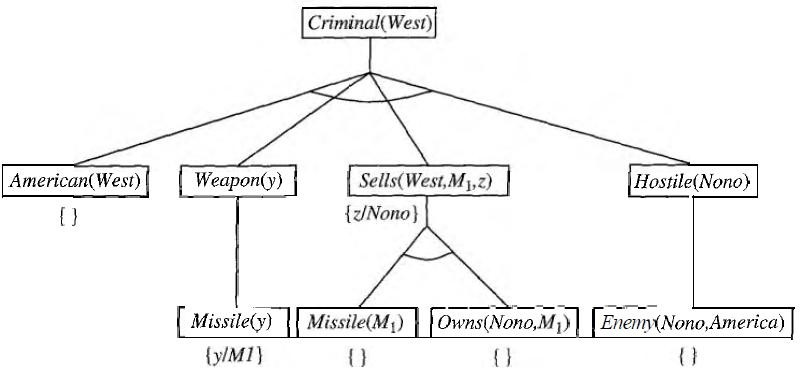 Criminal(West)
American(West) Weapon(y) Sells(West,M₁,z) Hostile(Nono)
{ } {z/Nono}
Missile(y) Missile(M₁) Owns(Nono,M₁) Enemy(Nono,America)
{y/M1} { } { } { }